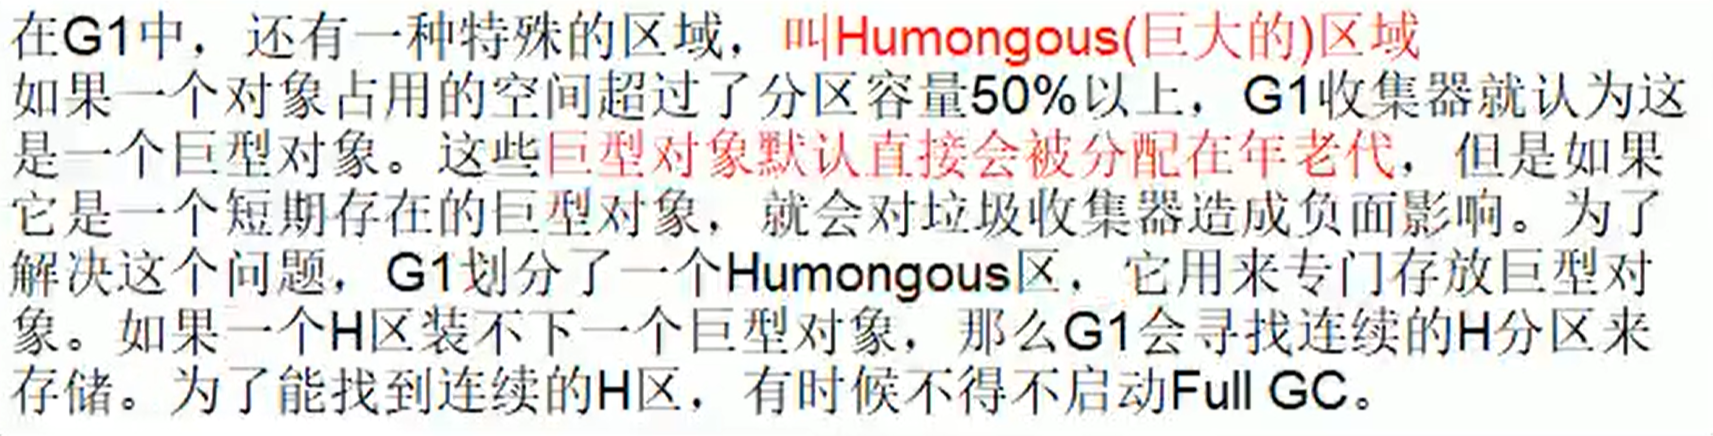 在G1中，还有一种特殊的区域，叫Humongous(巨大的)区域
如果一个对象占用的空间超过了分区容量50%以上，G1收集器就认为这
是一个巨型对象。这些巨型对象默认直接会被分配在年老代，但是如果
它是一个短期存在的巨型对象，就会对垃圾收集器造成负面影响。为了
解决这个问题，G1划分了一个Humongous区，它用来专门存放巨型对
象。如果一个H区装不下一个巨型对象，那么G1会寻找连续的H分区来
存储。为了能找到连续的H区，有时候不得不启动Full GC。